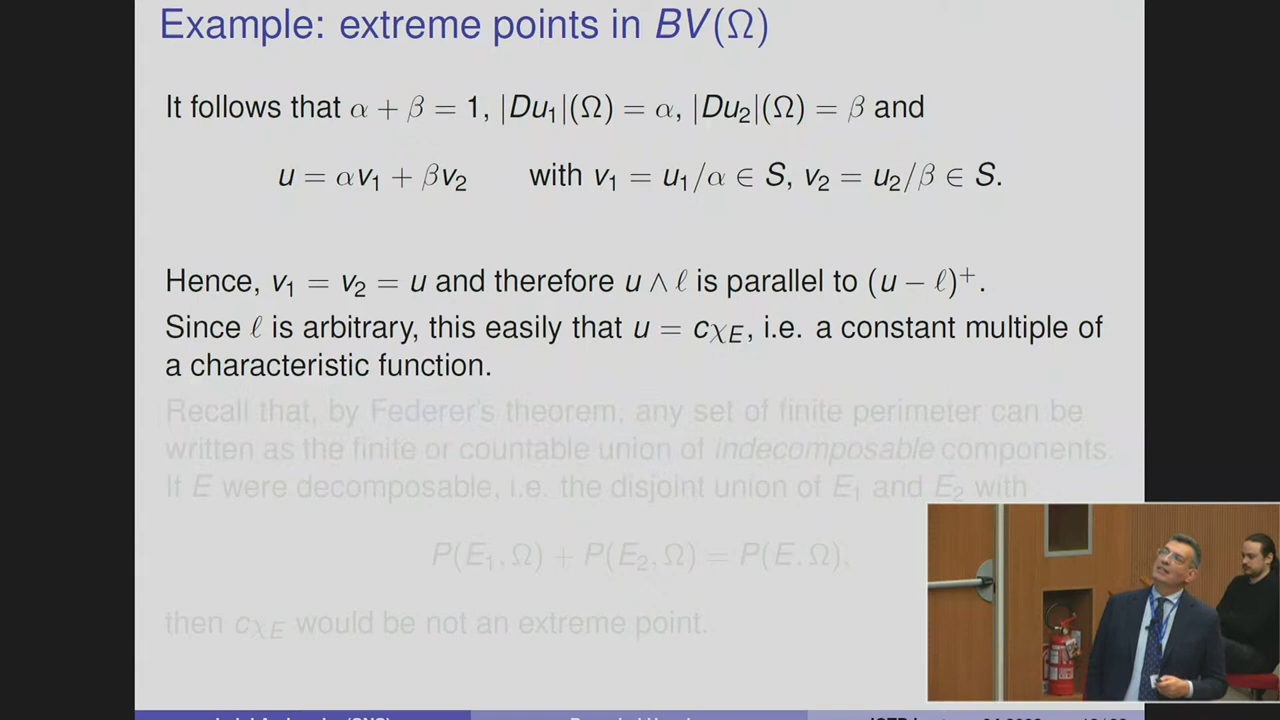 Example: extreme points in BV(Ω)
It follows that α + β = 1, |Du₁|(Ω) = α, |Du₂|(Ω) = β and
u = αv₁ + βv₂ with v₁ = u₁/α ∈ S, v₂ = u₂/β ∈ S.
Hence, v₁ = v₂ = u and therefore u ∧ ℓ is parallel to (u − ℓ)⁺.
Since ℓ is arbitrary, this easily that u = cχ_E, i.e. a constant multiple of
a characteristic function.
Recall that, by Federer's theorem, any set of finite perimeter can be
written as the finite or countable union of indecomposable components.
If E were decomposable, i.e. the disjoint union of E₁ and E₂ with
P(E₁, Ω) + P(E₂, Ω) = P(E, Ω),
then cχ_E would be not an extreme point.